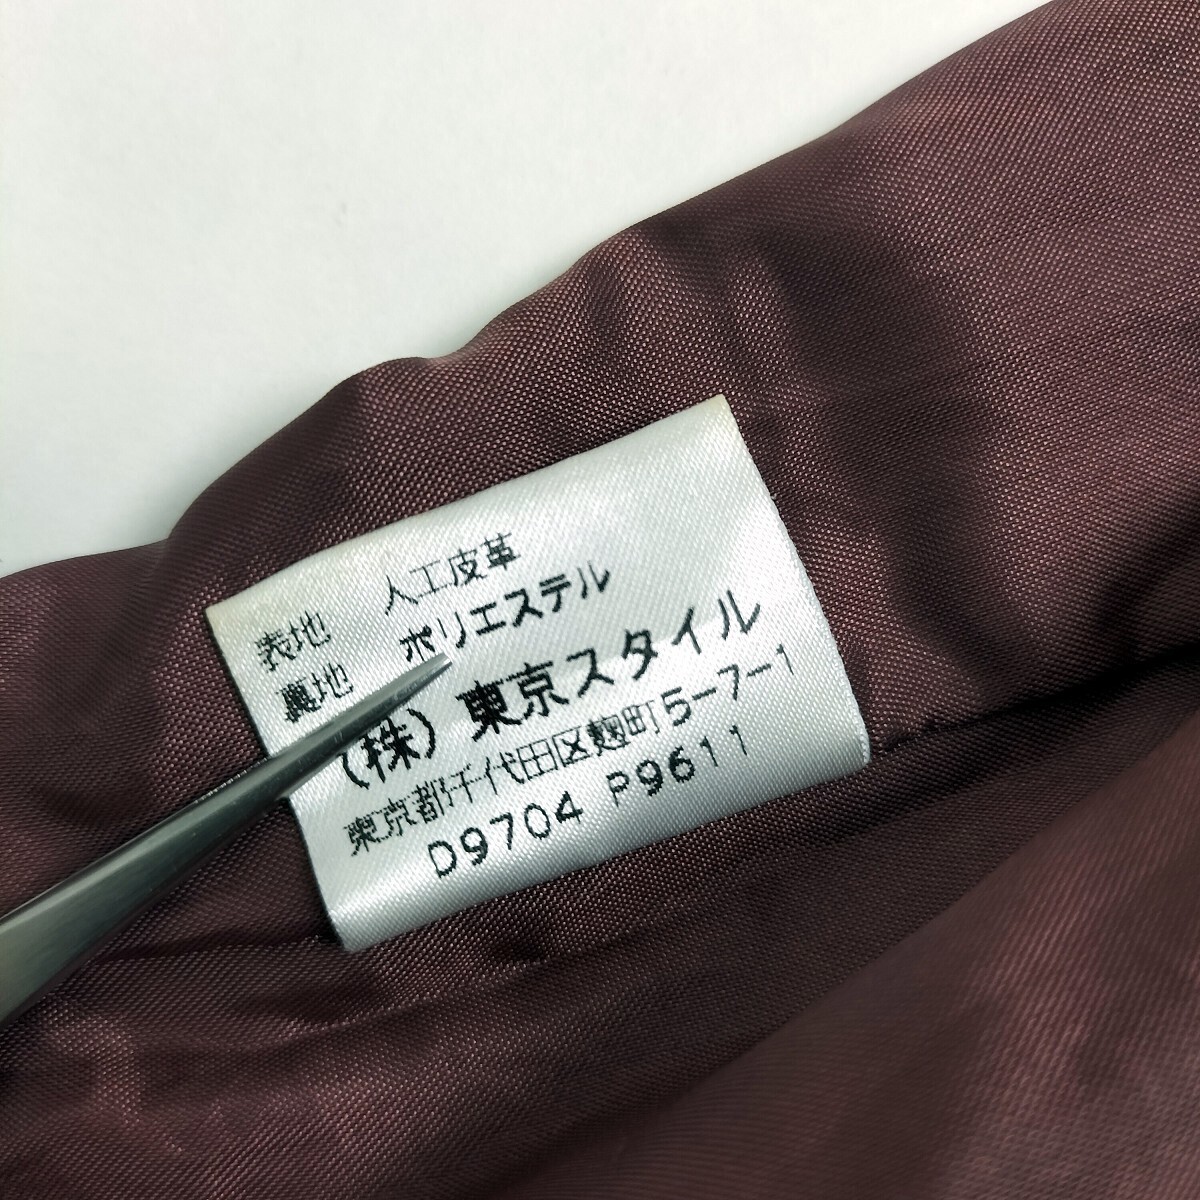 表地 人工皮革
裏地 ポリエステル
(株) 東京スタイル
東京都千代田区麹町5-7-1
D9704 P9611